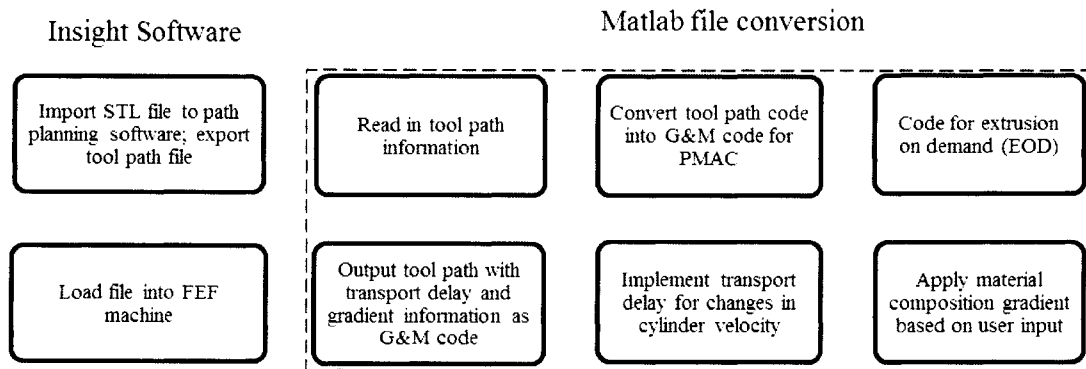 Insight Software
Matlab file conversion
Import STL file to path
planning software; export
tool path file
Read in tool path
information
Convert tool path code
into G&M code for
PMAC
Code for extrusion
on demand (EOD)
Load file into FEF
machine
Output tool path with
transport delay and
gradient information as
G&M code
Implement transport
delay for changes in
cylinder velocity
Apply material
composition gradient
based on user input